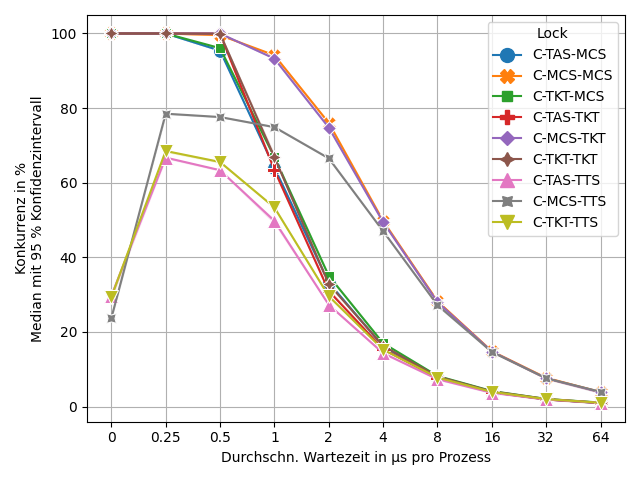 Lock
C-TAS-MCS
C-MCS-MCS
C-TKT-MCS
C-TAS-TKT
C-MCS-TKT
C-TKT-TKT
C-TAS-TTS
C-MCS-TTS
C-TKT-TTS
Konkurrenz in %
Median mit 95 % Konfidenzintervall
100
80
60
40
20
0
0 0.25 0.5 1 2 4 8 16 32 64
Durchschn. Wartezeit in µs pro Prozess